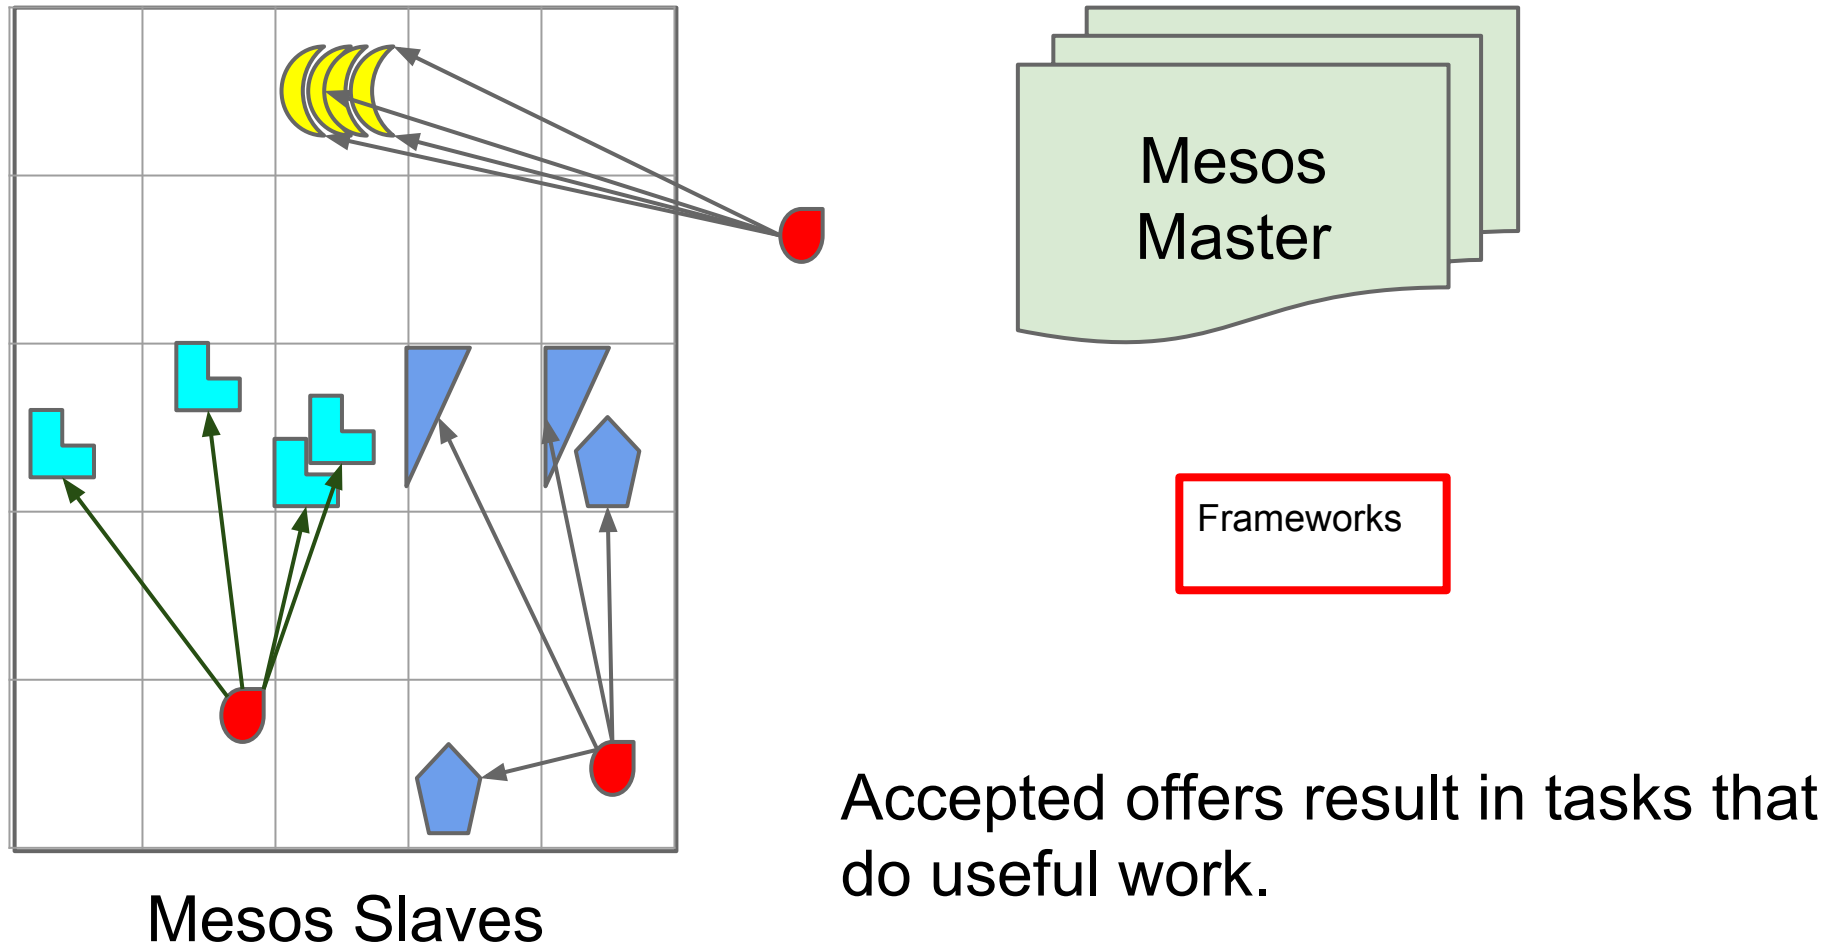 Mesos
Master
Frameworks
Accepted offers result in tasks that
do useful work.
Mesos Slaves